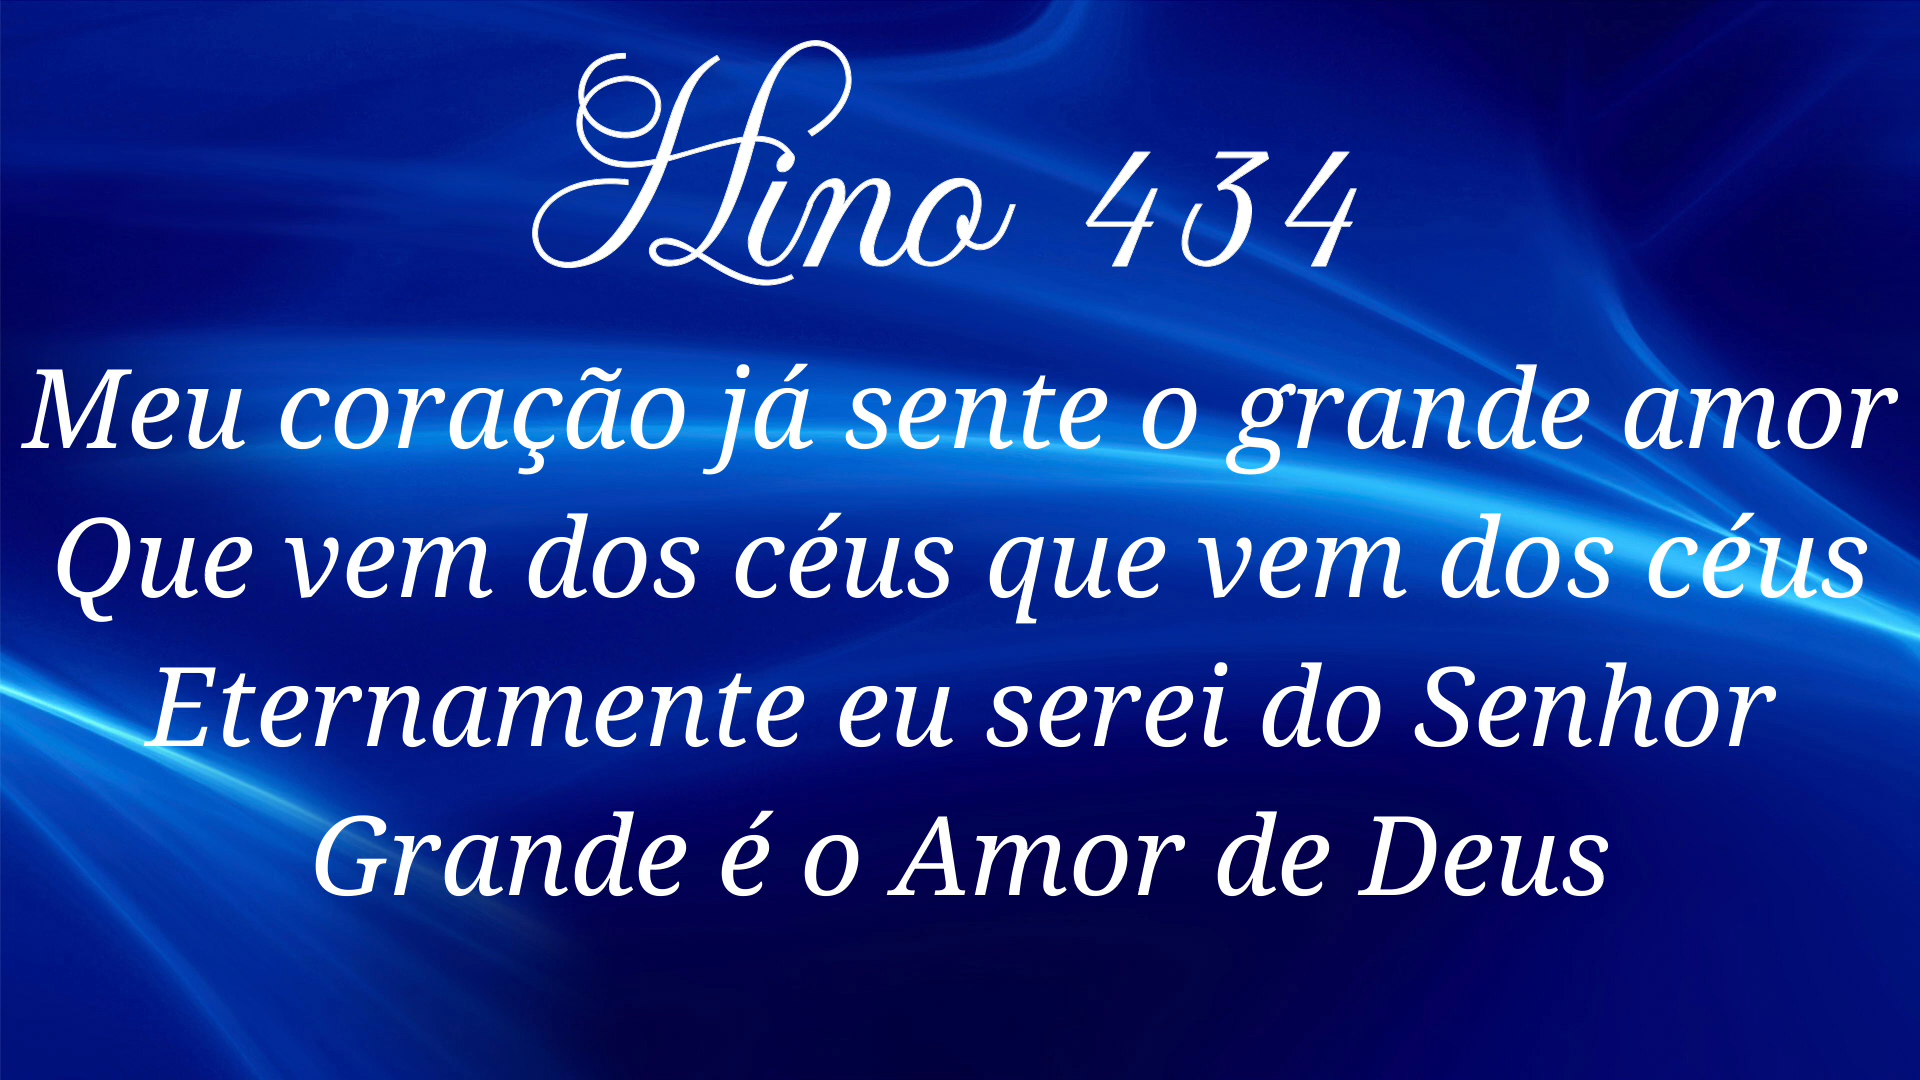 Hino 434
Meu coração já sente o grande amor
Que vem dos céus que vem dos céus
Eternamente eu serei do Senhor
Grande é o Amor de Deus